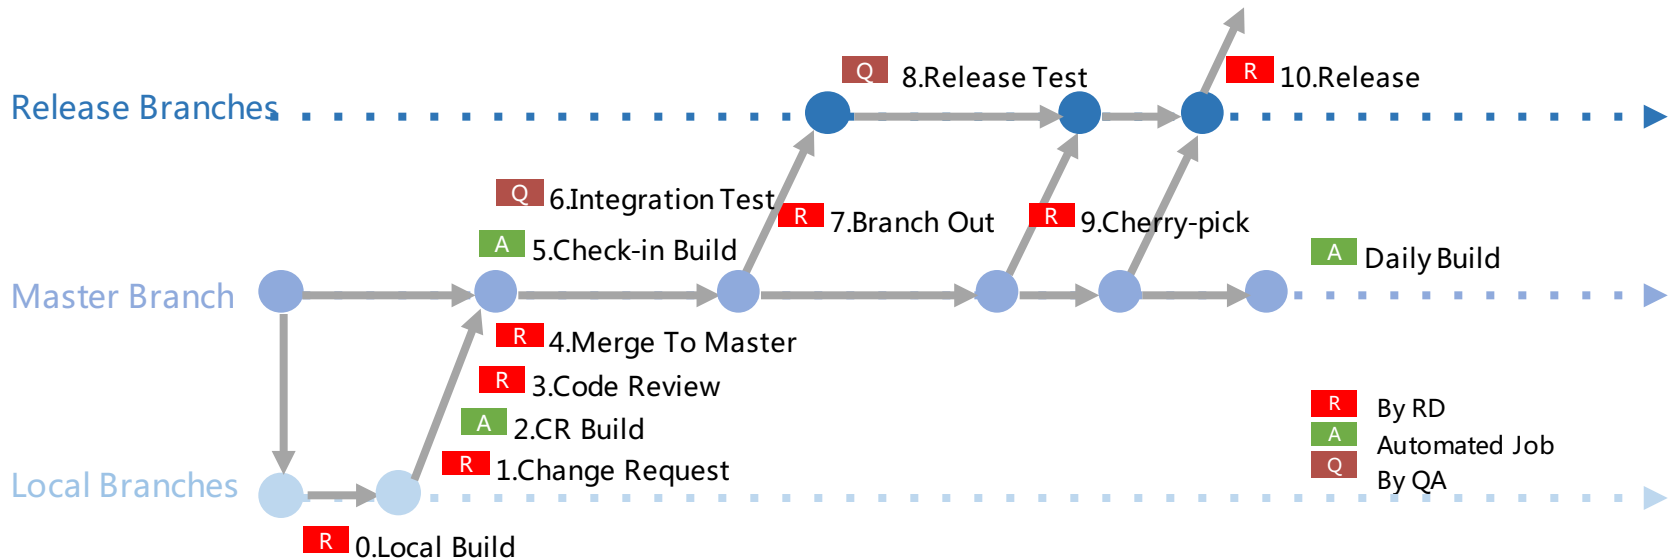 Q 8.Release Test
R 10.Release
Release Branches
Q 6.Integration Test
R 7.Branch Out
R 9.Cherry-pick
A 5.Check-in Build
A Daily Build
Master Branch
R 4.Merge To Master
R 3.Code Review
A 2.CR Build
R 1.Change Request
Local Branches
R 0.Local Build
R By RD
A Automated Job
Q By QA